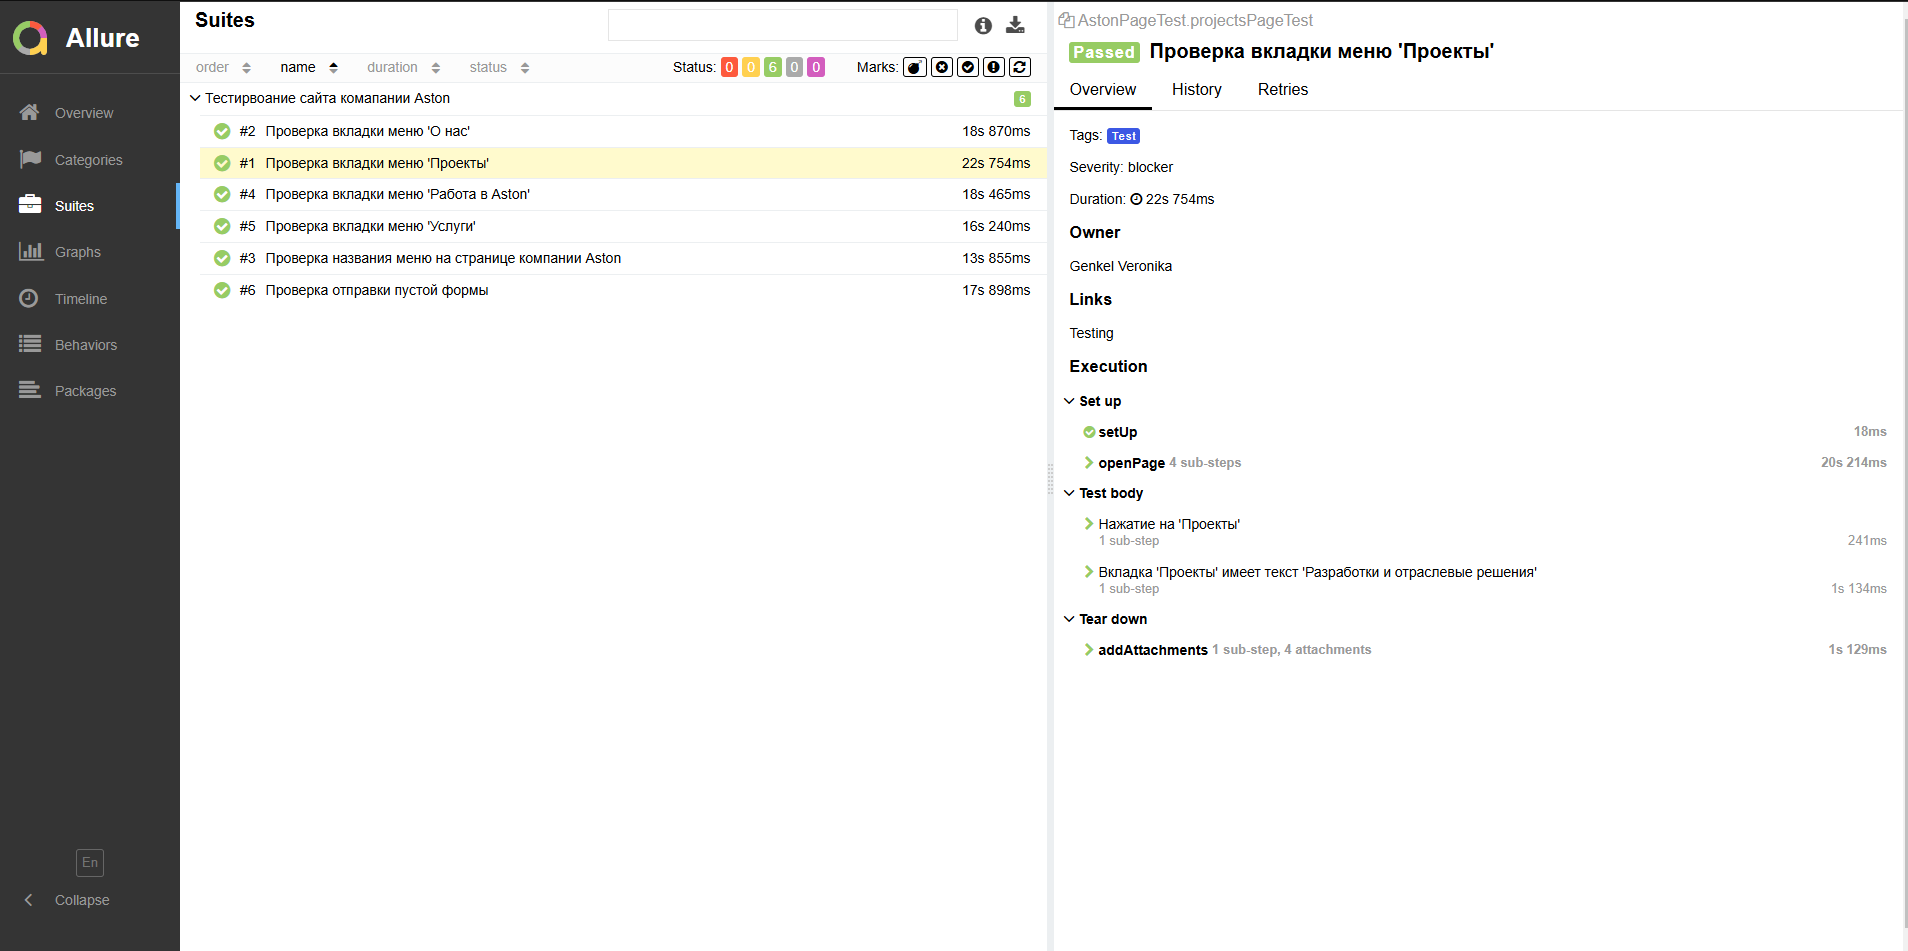 Allure
Overview
Categories
Suites
Graphs
Timeline
Behaviors
Packages
En
Collapse
Suites
order name duration status Status: 0 0 6 0 0 Marks:
Тестирвоание сайта комапании Aston 6
#2 Проверка вкладки меню 'О нас' 18s 870ms
#1 Проверка вкладки меню 'Проекты' 22s 754ms
#4 Проверка вкладки меню 'Работа в Aston' 18s 465ms
#5 Проверка вкладки меню 'Услуги' 16s 240ms
#3 Проверка названия меню на странице компании Aston 13s 855ms
#6 Проверка отправки пустой формы 17s 898ms
AstonPageTest.projectsPageTest
Passed Проверка вкладки меню 'Проекты'
Overview History Retries
Tags: Test
Severity: blocker
Duration: 22s 754ms
Owner
Genkel Veronika
Links
Testing
Execution
Set up
setUp 18ms
openPage 4 sub-steps 20s 214ms
Test body
Нажатие на 'Проекты'
1 sub-step 241ms
Вкладка 'Проекты' имеет текст 'Разработки и отраслевые решения'
1 sub-step 1s 134ms
Tear down
addAttachments 1 sub-step, 4 attachments 1s 129ms